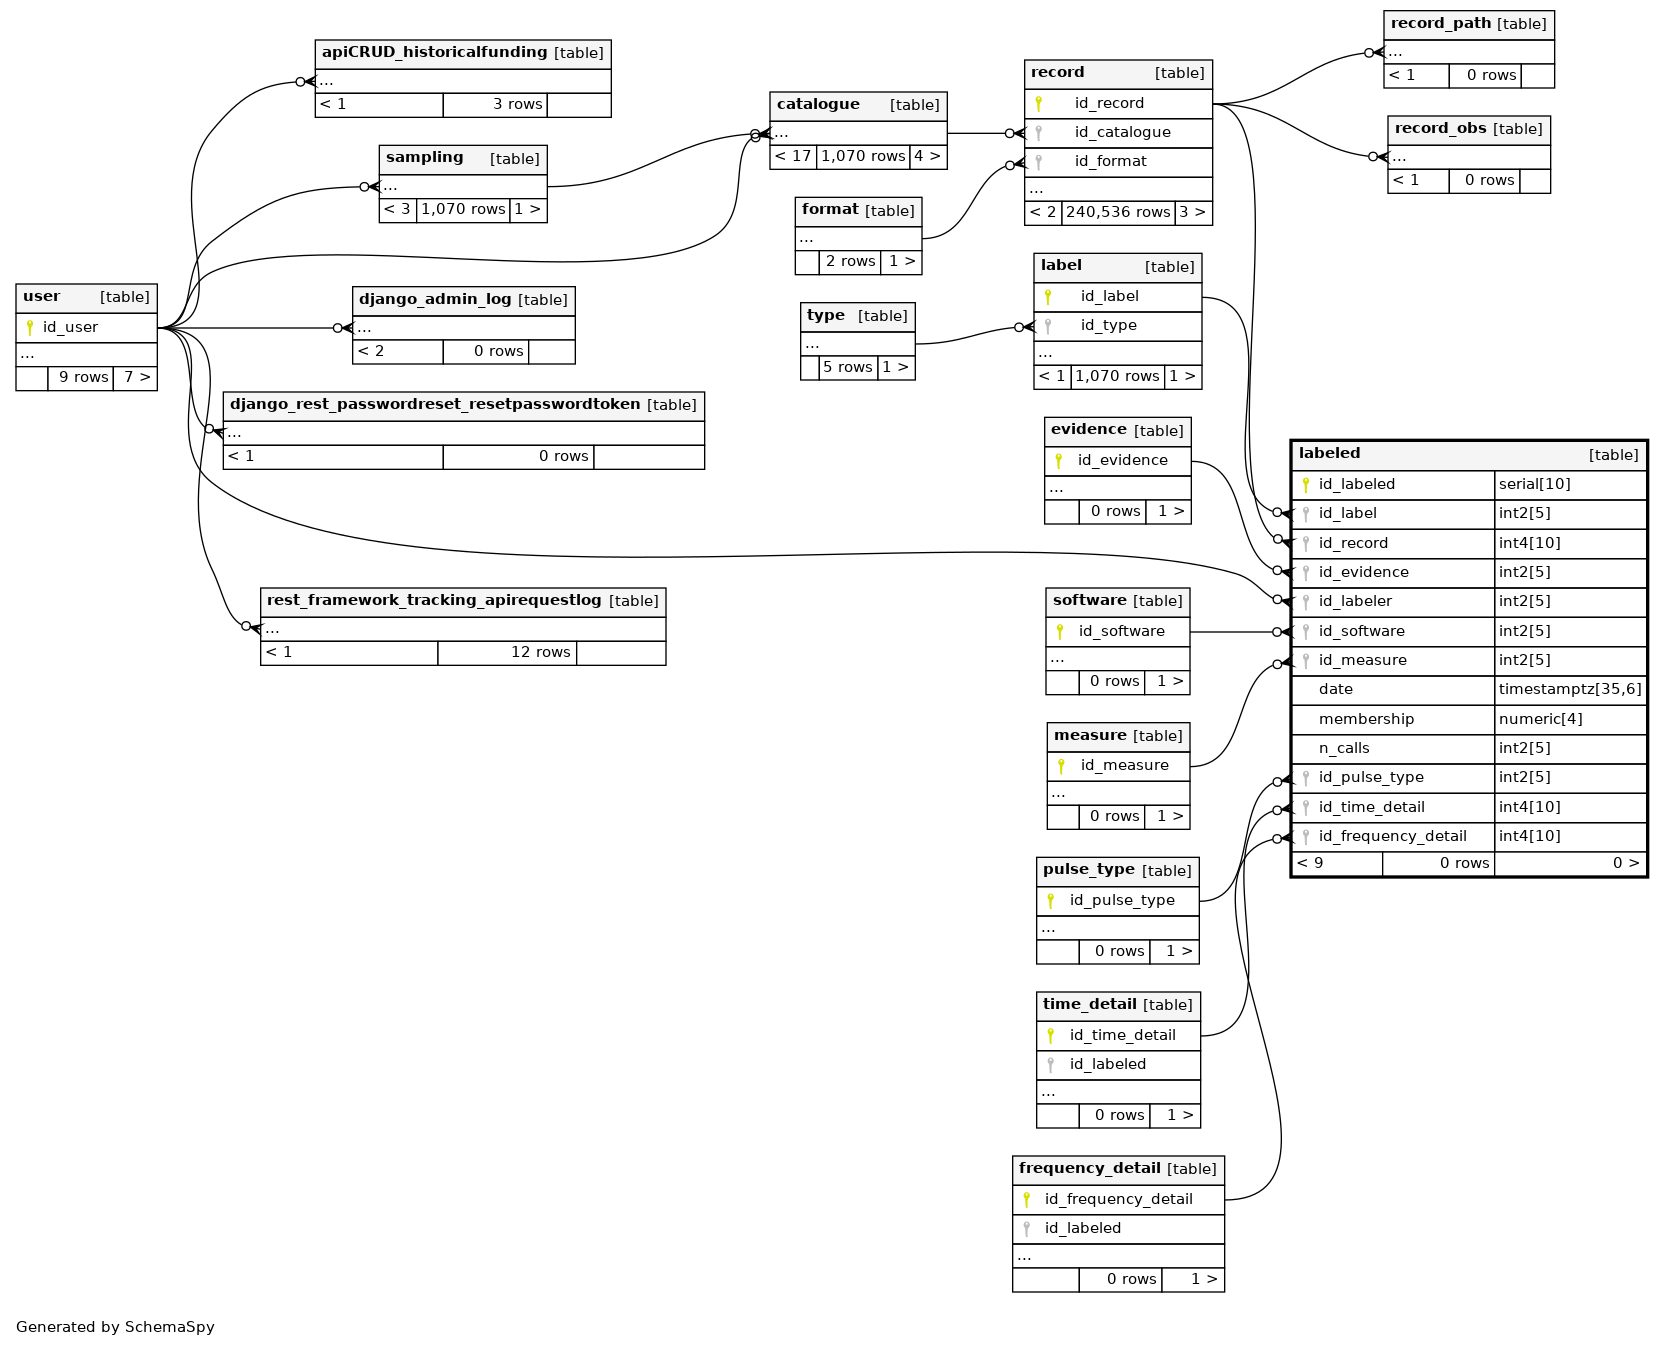 apiCRUD_historicalfunding [table]
...
< 1 3 rows
sampling [table]
...
< 3 1,070 rows 1 >
user [table]
id_user
...
9 rows 7 >
django_admin_log [table]
...
< 2 0 rows
django_rest_passwordreset_resetpasswordtoken [table]
...
< 1 0 rows
rest_framework_tracking_apirequestlog [table]
...
< 1 12 rows
catalogue [table]
...
< 17 1,070 rows 4 >
format [table]
...
2 rows 1 >
type [table]
...
5 rows 1 >
record [table]
id_record
id_catalogue
id_format
...
< 2 240,536 rows 3 >
label [table]
id_label
id_type
...
< 1 1,070 rows 1 >
evidence [table]
id_evidence
...
0 rows 1 >
software [table]
id_software
...
0 rows 1 >
measure [table]
id_measure
...
0 rows 1 >
pulse_type [table]
id_pulse_type
...
0 rows 1 >
time_detail [table]
id_time_detail
id_labeled
...
0 rows 1 >
frequency_detail [table]
id_frequency_detail
id_labeled
...
0 rows 1 >
record_path [table]
...
< 1 0 rows
record_obs [table]
...
< 1 0 rows
labeled [table]
id_labeled serial[10]
id_label int2[5]
id_record int4[10]
id_evidence int2[5]
id_labeler int2[5]
id_software int2[5]
id_measure int2[5]
date timestamptz[35,6]
membership numeric[4]
n_calls int2[5]
id_pulse_type int2[5]
id_time_detail int4[10]
id_frequency_detail int4[10]
< 9 0 rows 0 >
Generated by SchemaSpy